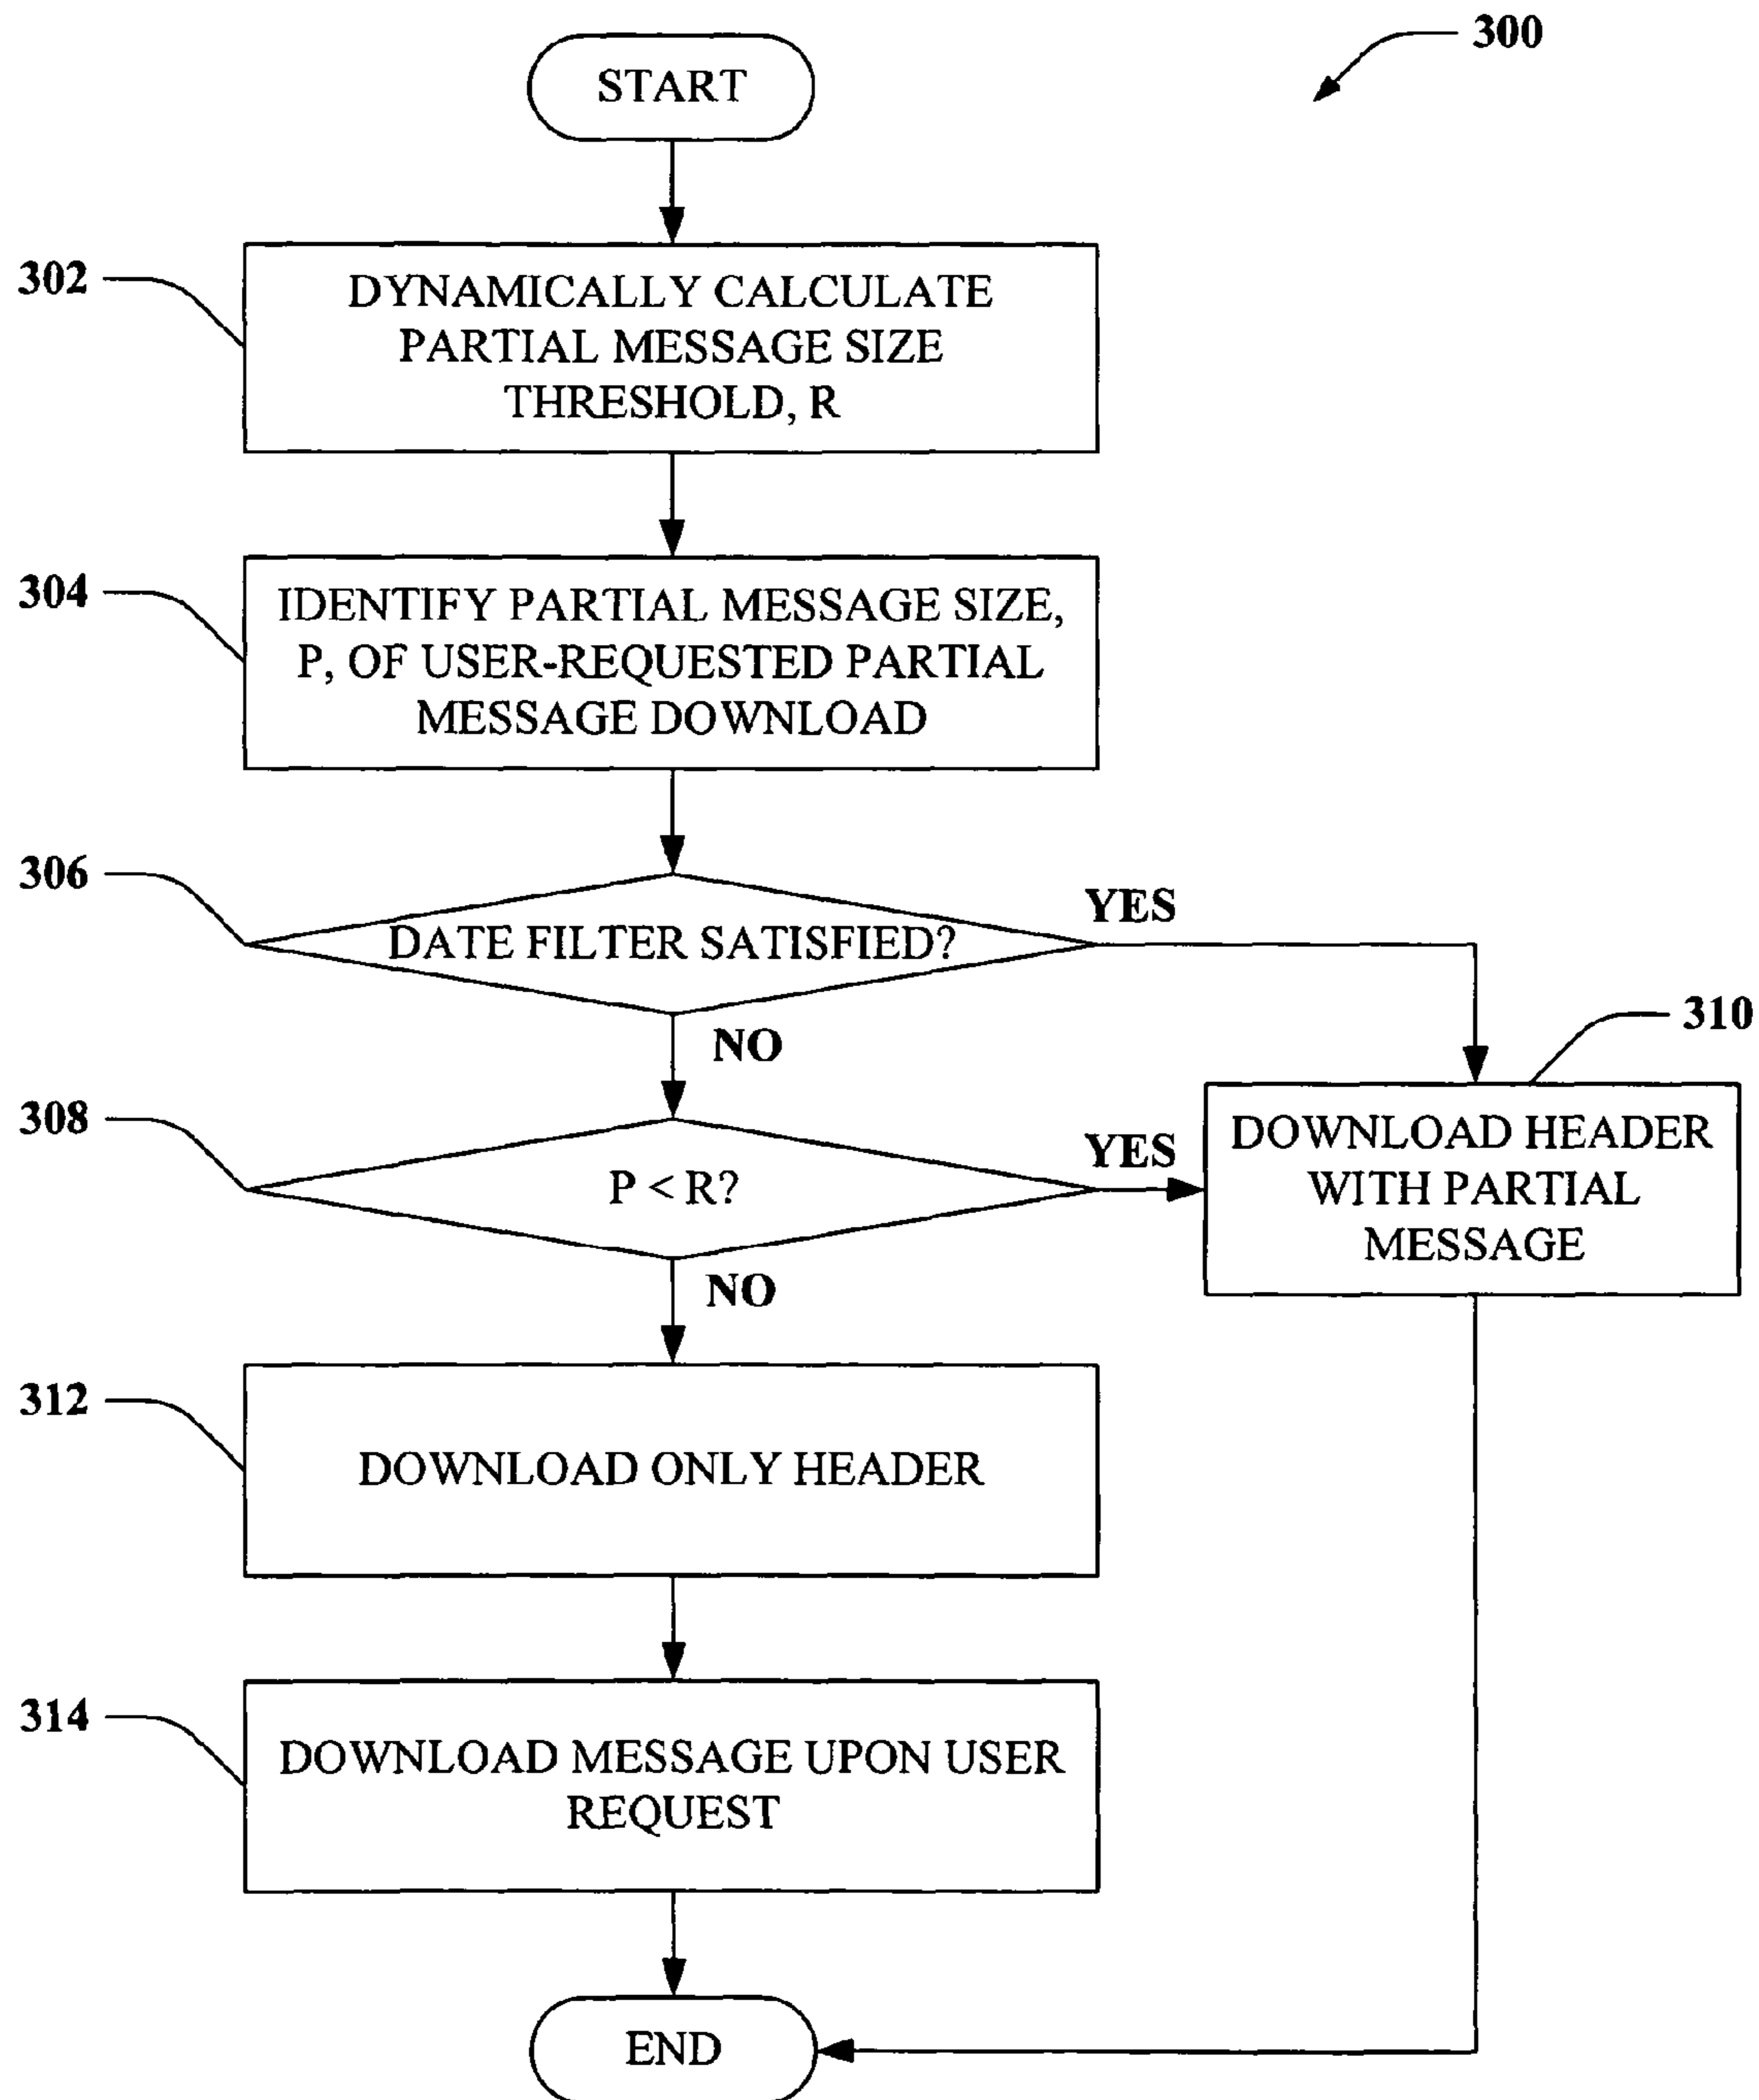 300
START
302
DYNAMICALLY CALCULATE
PARTIAL MESSAGE SIZE
THRESHOLD, R
304
IDENTIFY PARTIAL MESSAGE SIZE,
P, OF USER-REQUESTED PARTIAL
MESSAGE DOWNLOAD
306
DATE FILTER SATISFIED?
YES
NO
310
308
P < R?
YES
DOWNLOAD HEADER
WITH PARTIAL
MESSAGE
NO
312
DOWNLOAD ONLY HEADER
314
DOWNLOAD MESSAGE UPON USER
REQUEST
END